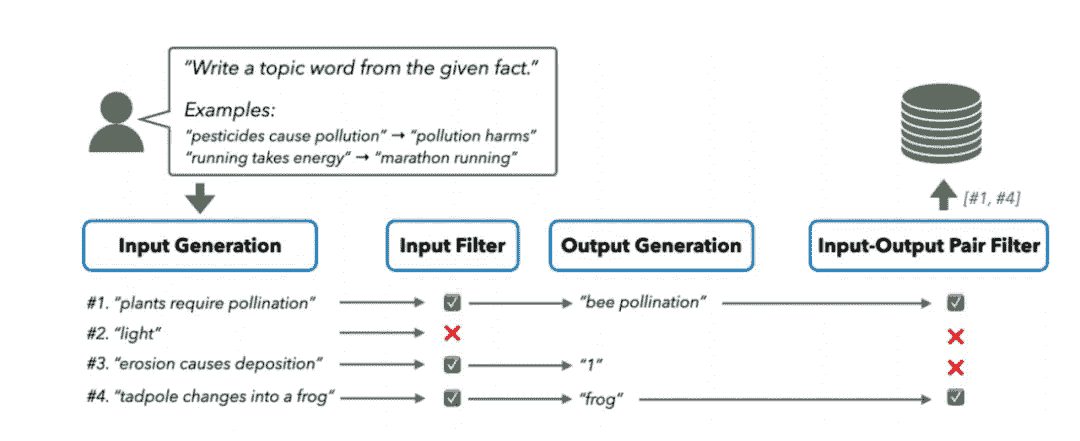 “Write a topic word from the given fact.”
Examples:
“pesticides cause pollution” → “pollution harms”
“running takes energy” → “marathon running”
[#1, #4]
Input Generation
Input Filter
Output Generation
Input-Output Pair Filter
#1. “plants require pollination”
“bee pollination”
#2. “light”
#3. “erosion causes deposition”
“1”
#4. “tadpole changes into a frog”
“frog”